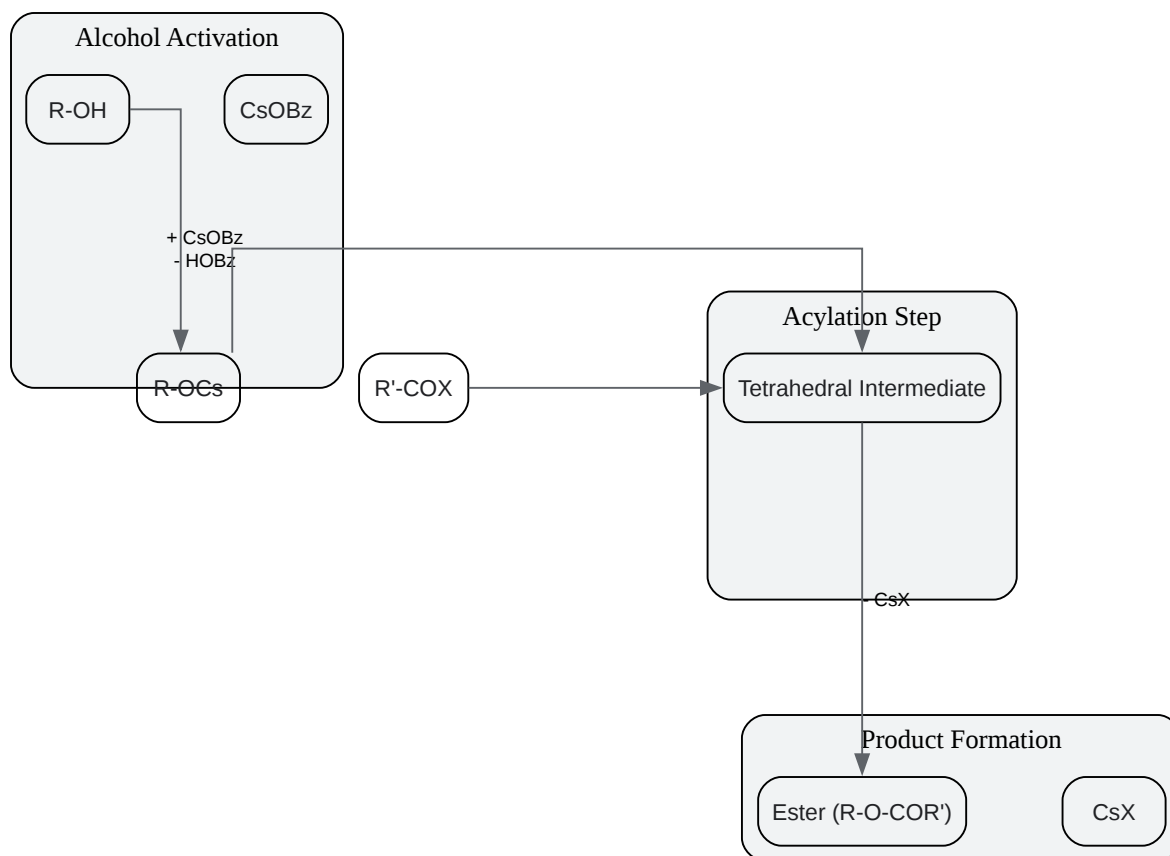 Alcohol Activation
R-OH
CsOBz
+ CsOBz
- HOBz
R-OCs
R'-COX
Acylation Step
Tetrahedral Intermediate
- CsX
Product Formation
Ester (R-O-COR')
CsX